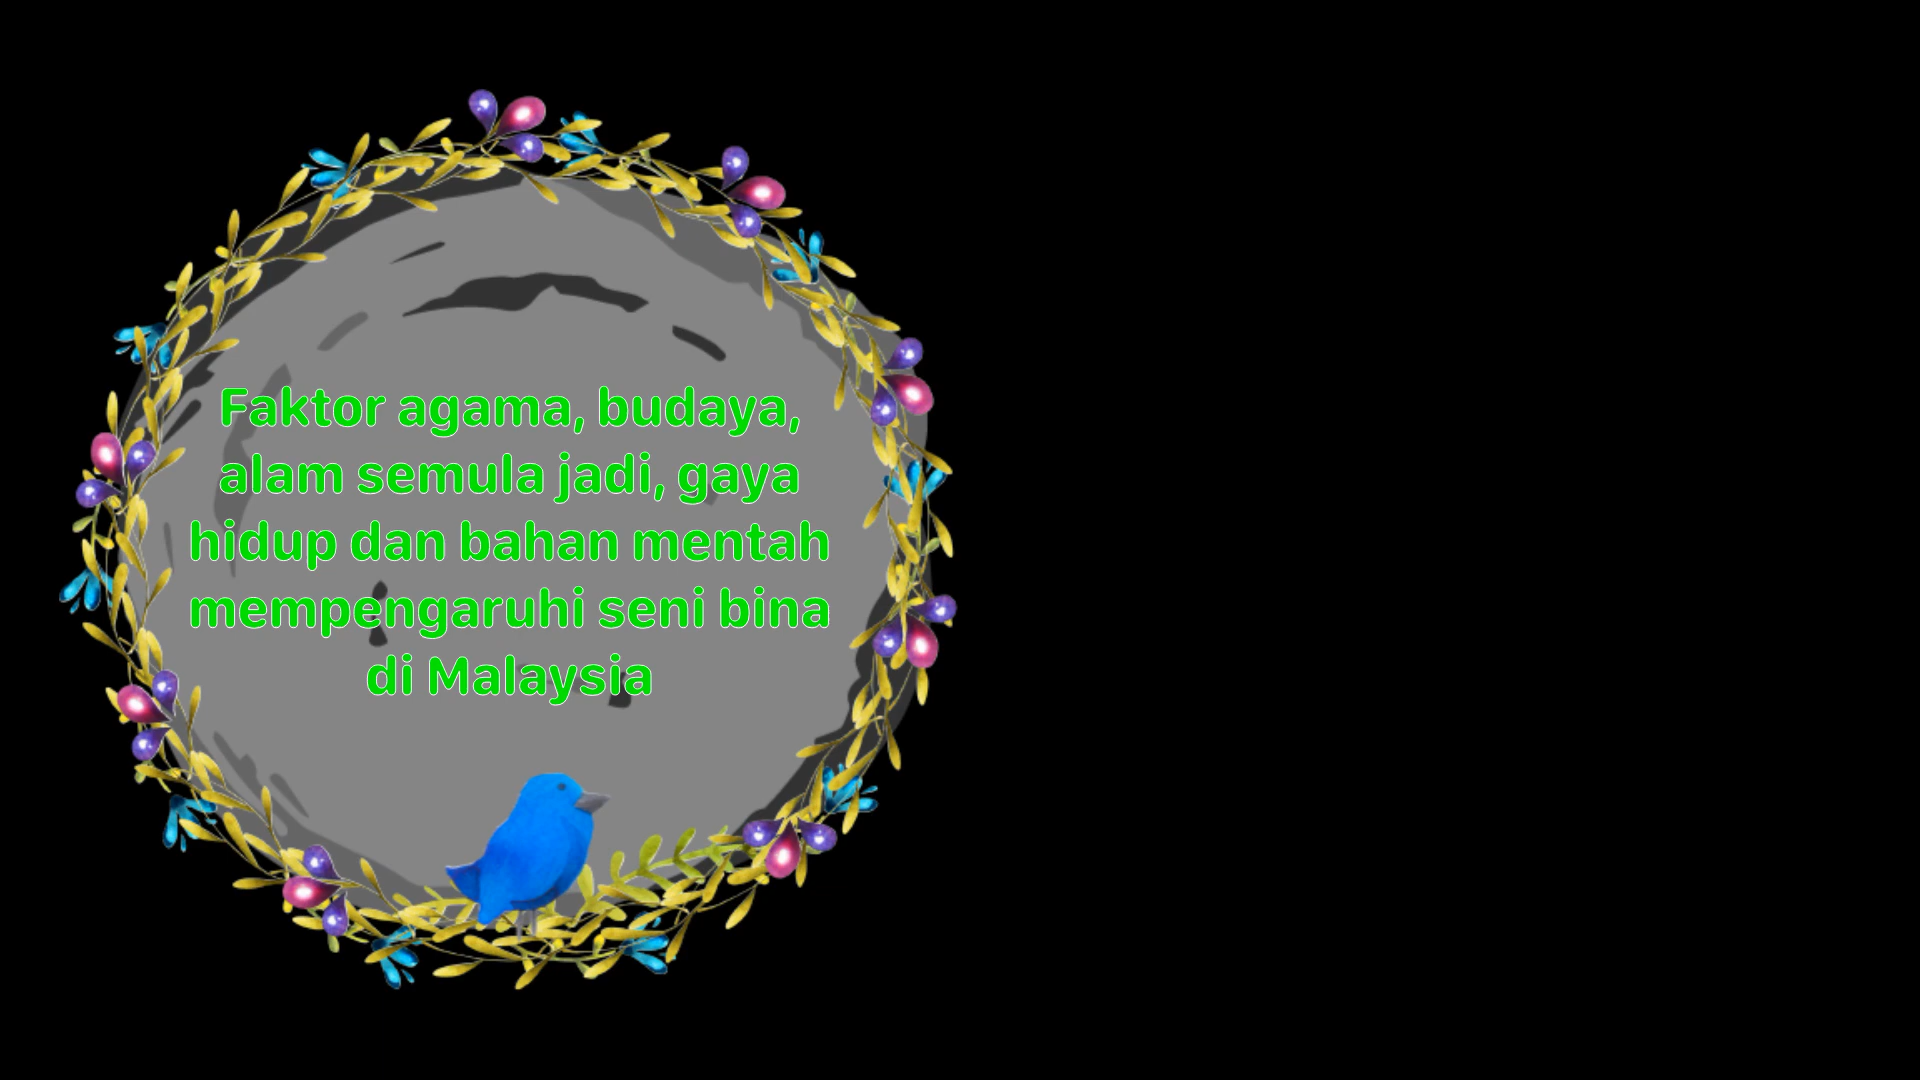 Faktor agama, budaya,
alam semula jadi, gaya
hidup dan bahan mentah
mempengaruhi seni bina
di Malaysia